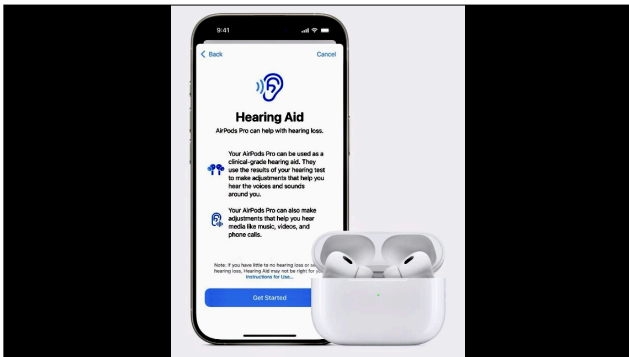 9:41
Back
Cancel
Hearing Aid
AirPods Pro can help with hearing loss.
Your AirPods Pro can be used as a
clinical-grade hearing aid. They
use the results of your hearing test
to make adjustments that help you
hear the voices and sounds
around you.
Your AirPods Pro can also make
adjustments that help you hear
media like music, videos, and
phone calls.
Note: If you have little to no hearing loss or
hearing loss, Hearing Aid may not be right for
Instructions for Use...
Get Started